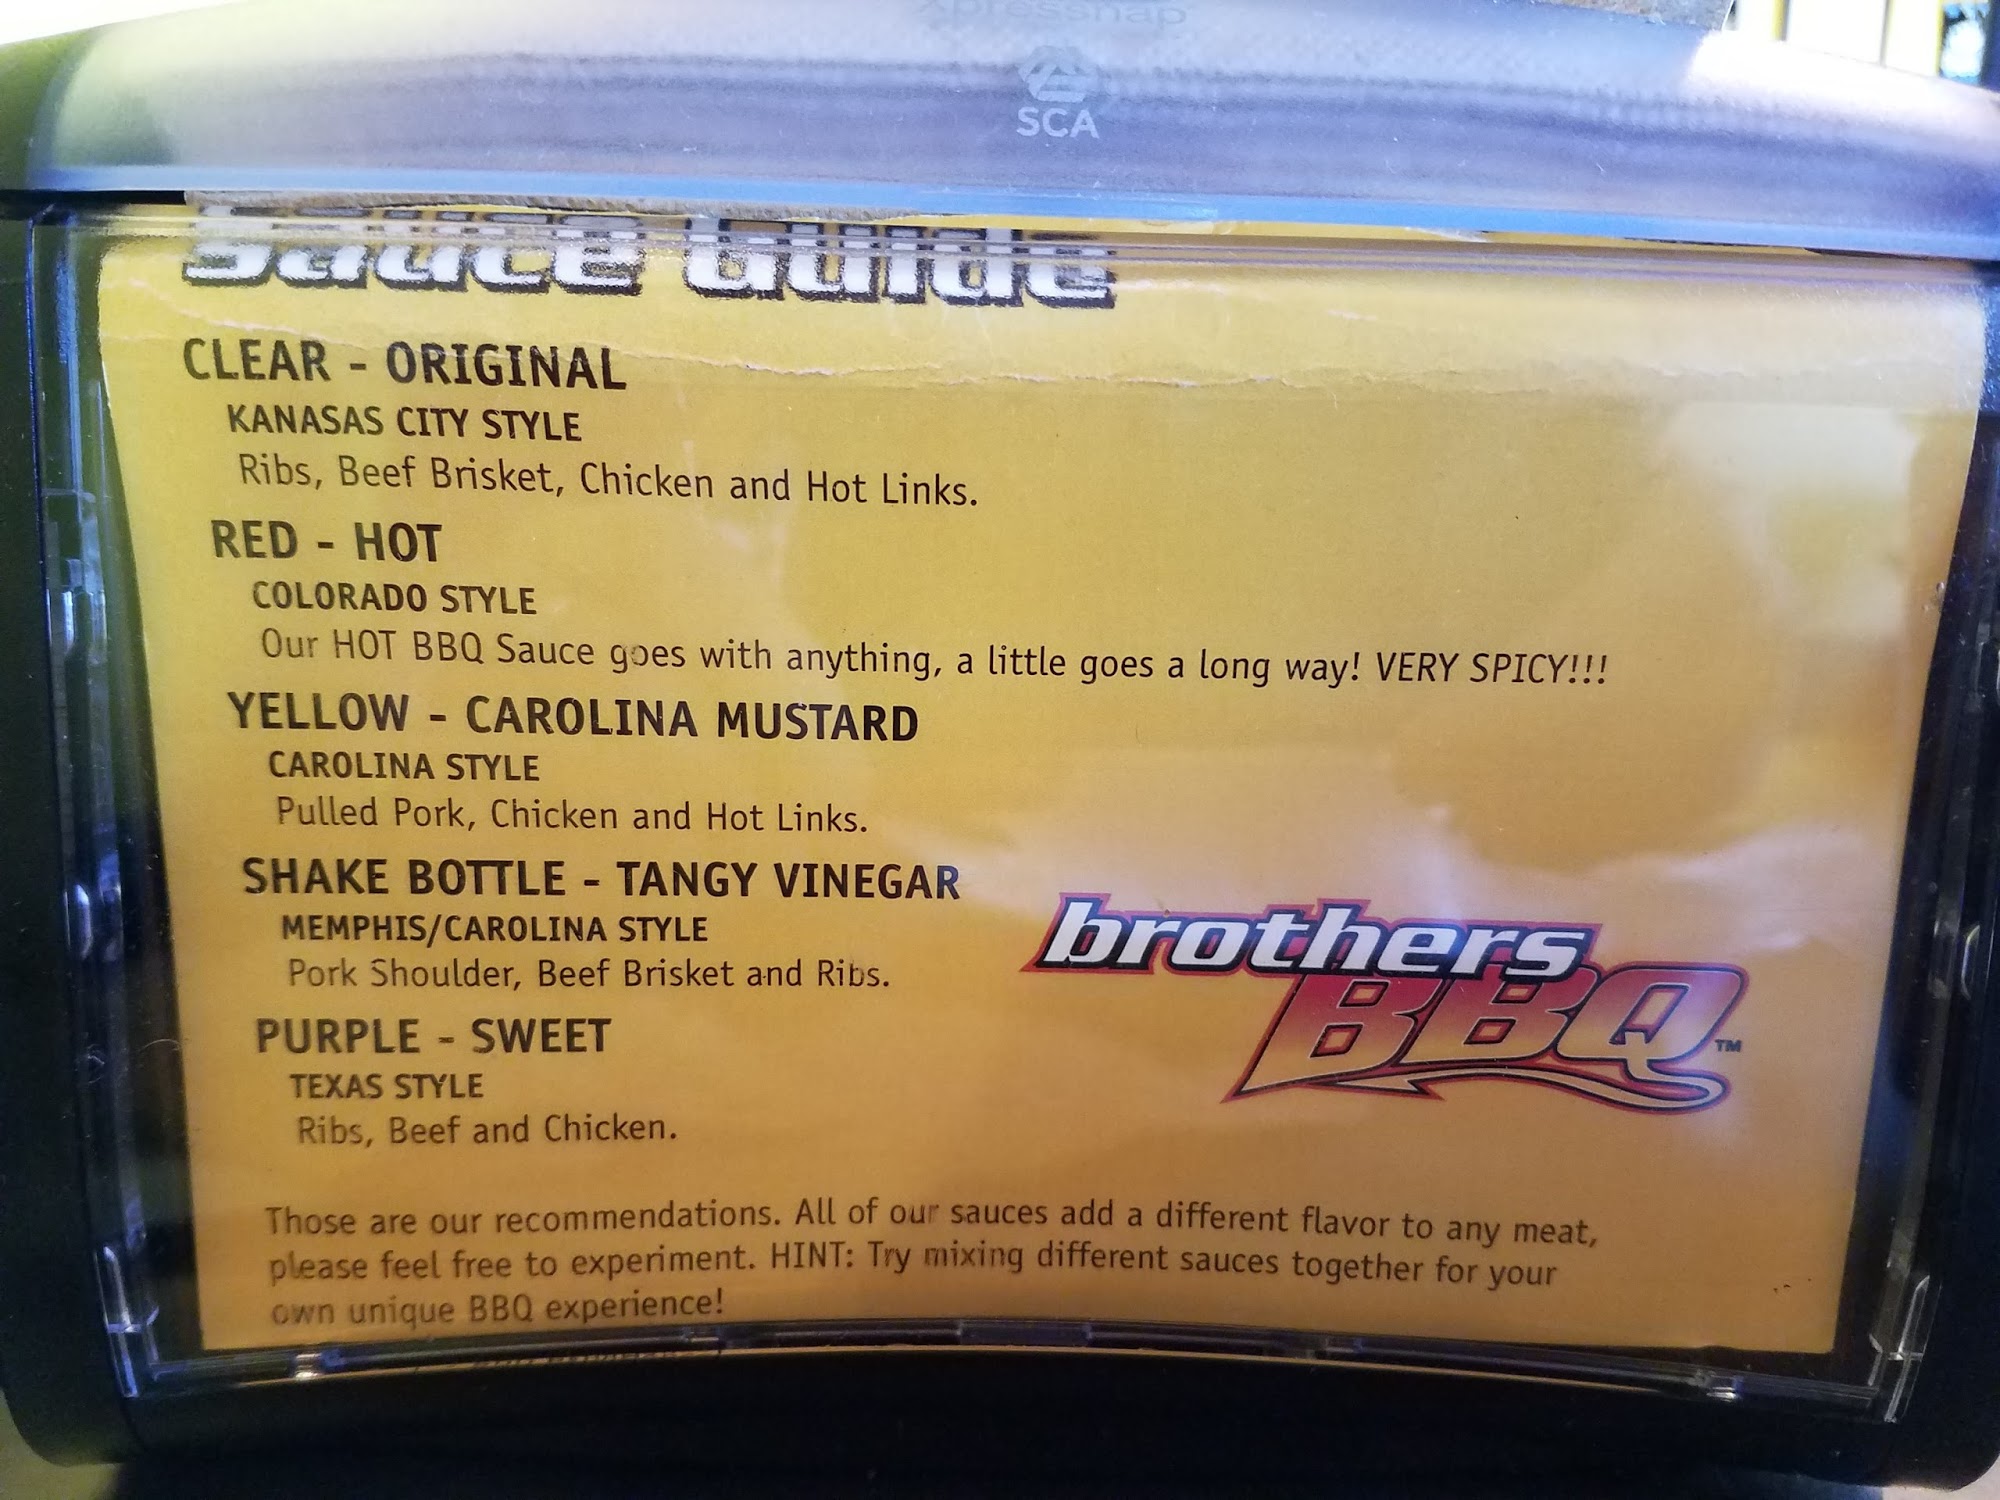 Xpressnap
SCA
Sauce Guide
CLEAR - ORIGINAL
KANASAS CITY STYLE
Ribs, Beef Brisket, Chicken and Hot Links.
RED - HOT
COLORADO STYLE
Our HOT BBQ Sauce goes with anything, a little goes a long way! VERY SPICY!!!
YELLOW - CAROLINA MUSTARD
CAROLINA STYLE
Pulled Pork, Chicken and Hot Links.
SHAKE BOTTLE - TANGY VINEGAR
MEMPHIS/CAROLINA STYLE
Pork Shoulder, Beef Brisket and Ribs.
PURPLE - SWEET
TEXAS STYLE
Ribs, Beef and Chicken.
brothers
BBQ™
Those are our recommendations. All of our sauces add a different flavor to any meat,
please feel free to experiment. HINT: Try mixing different sauces together for your
own unique BBQ experience!